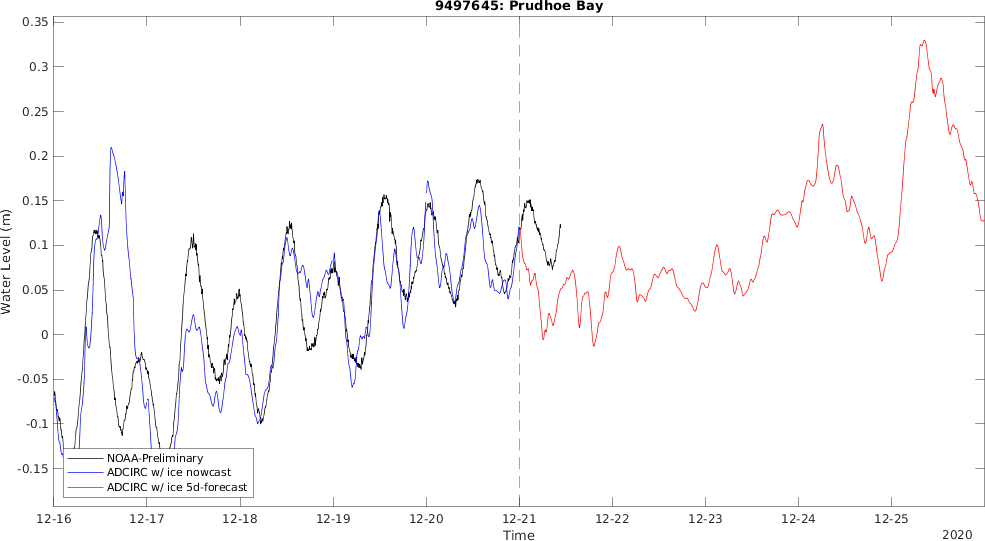 9497645: Prudhoe Bay
0.35
0.3
0.25
0.2
0.15
0.1
0.05
0
-0.05
-0.1
-0.15
Water Level (m)
NOAA-Preliminary
ADCIRC w/ ice nowcast
ADCIRC w/ ice 5d-forecast
12-16 12-17 12-18 12-19 12-20 12-21 12-22 12-23 12-24 12-25
Time
2020